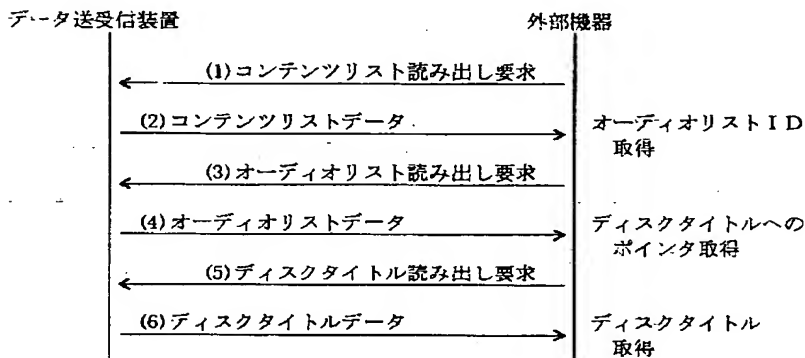 データ送受信装置
外部機器
(1)コンテンツリスト読み出し要求
(2)コンテンツリストデータ
オーディオリストID
取得
(3)オーディオリスト読み出し要求
(4)オーディオリストデータ
ディスクタイトルへの
ポインタ取得
(5)ディスクタイトル読み出し要求
(6)ディスクタイトルデータ
ディスクタイトル
取得